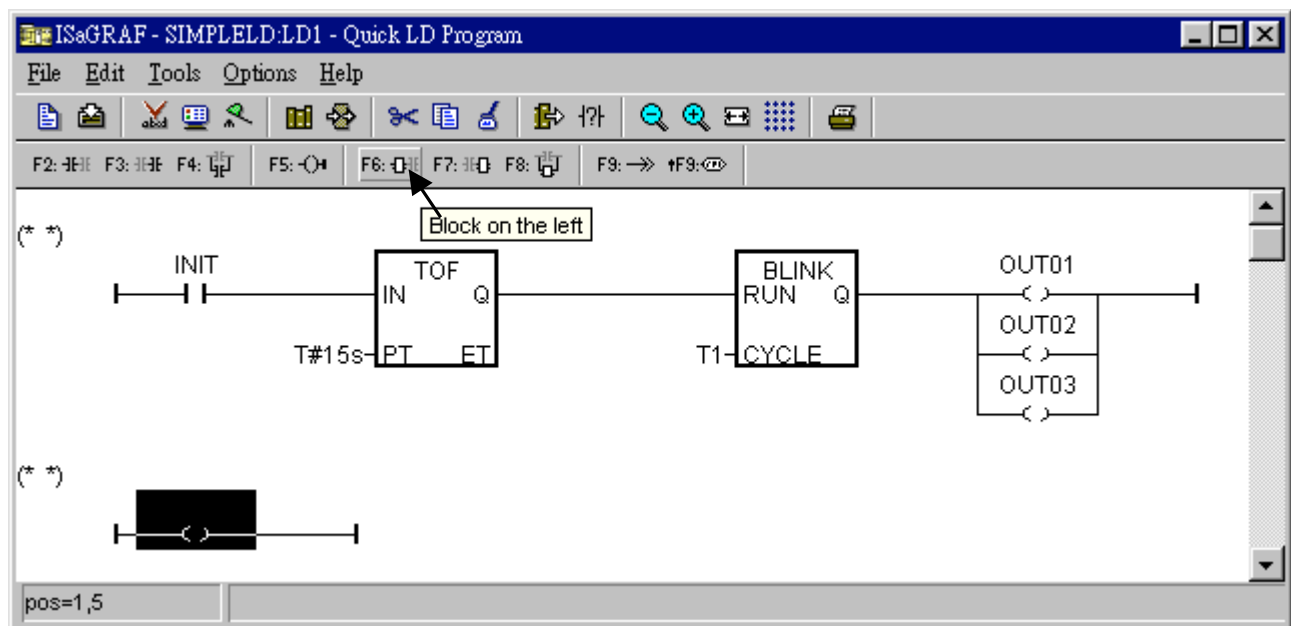 ISaGRAF - SIMPLELD:LD1 - Quick LD Program
File Edit Tools Options Help
abcd
?
F2: F3: F4: F5: F6: F7: F8: F9: F9:
Block on the left
(* *)
INIT TOF BLINK OUT01
IN Q RUN Q
OUT02
T#15s PT ET T1 CYCLE
OUT03
(* *)
pos=1,5